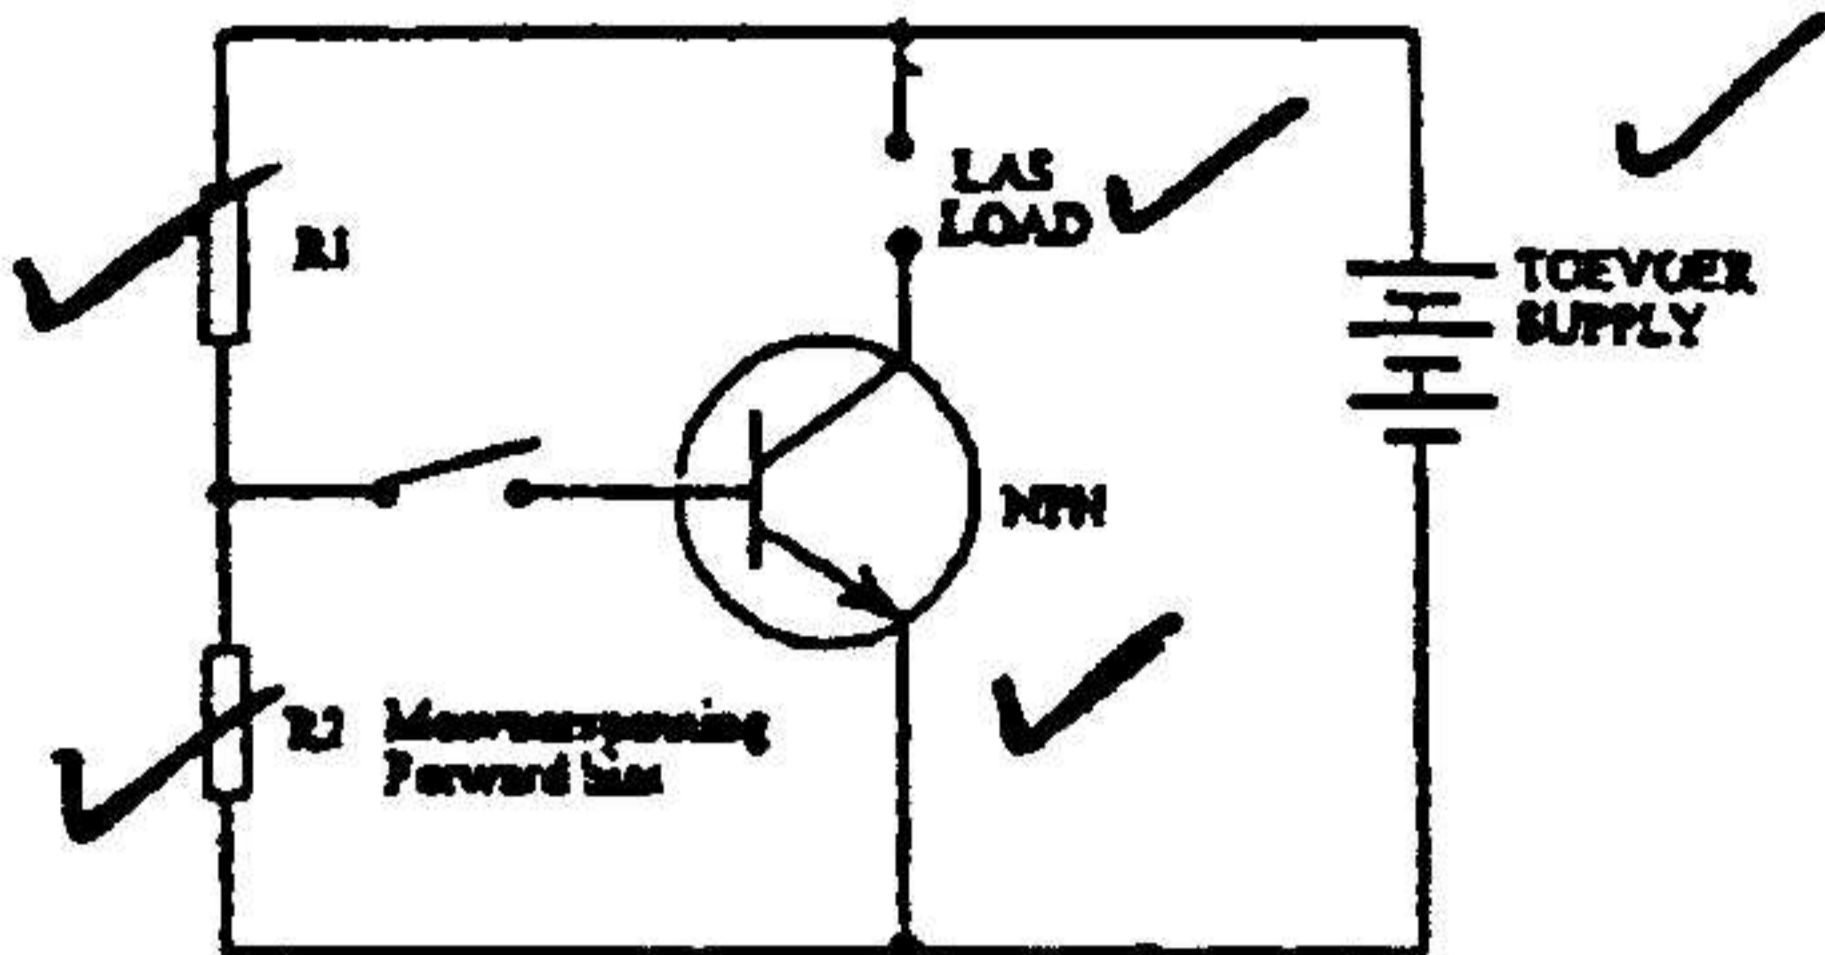 LAS
LOAD
R1
TOEVOER
SUPPLY
NPN
R2
Forward bias